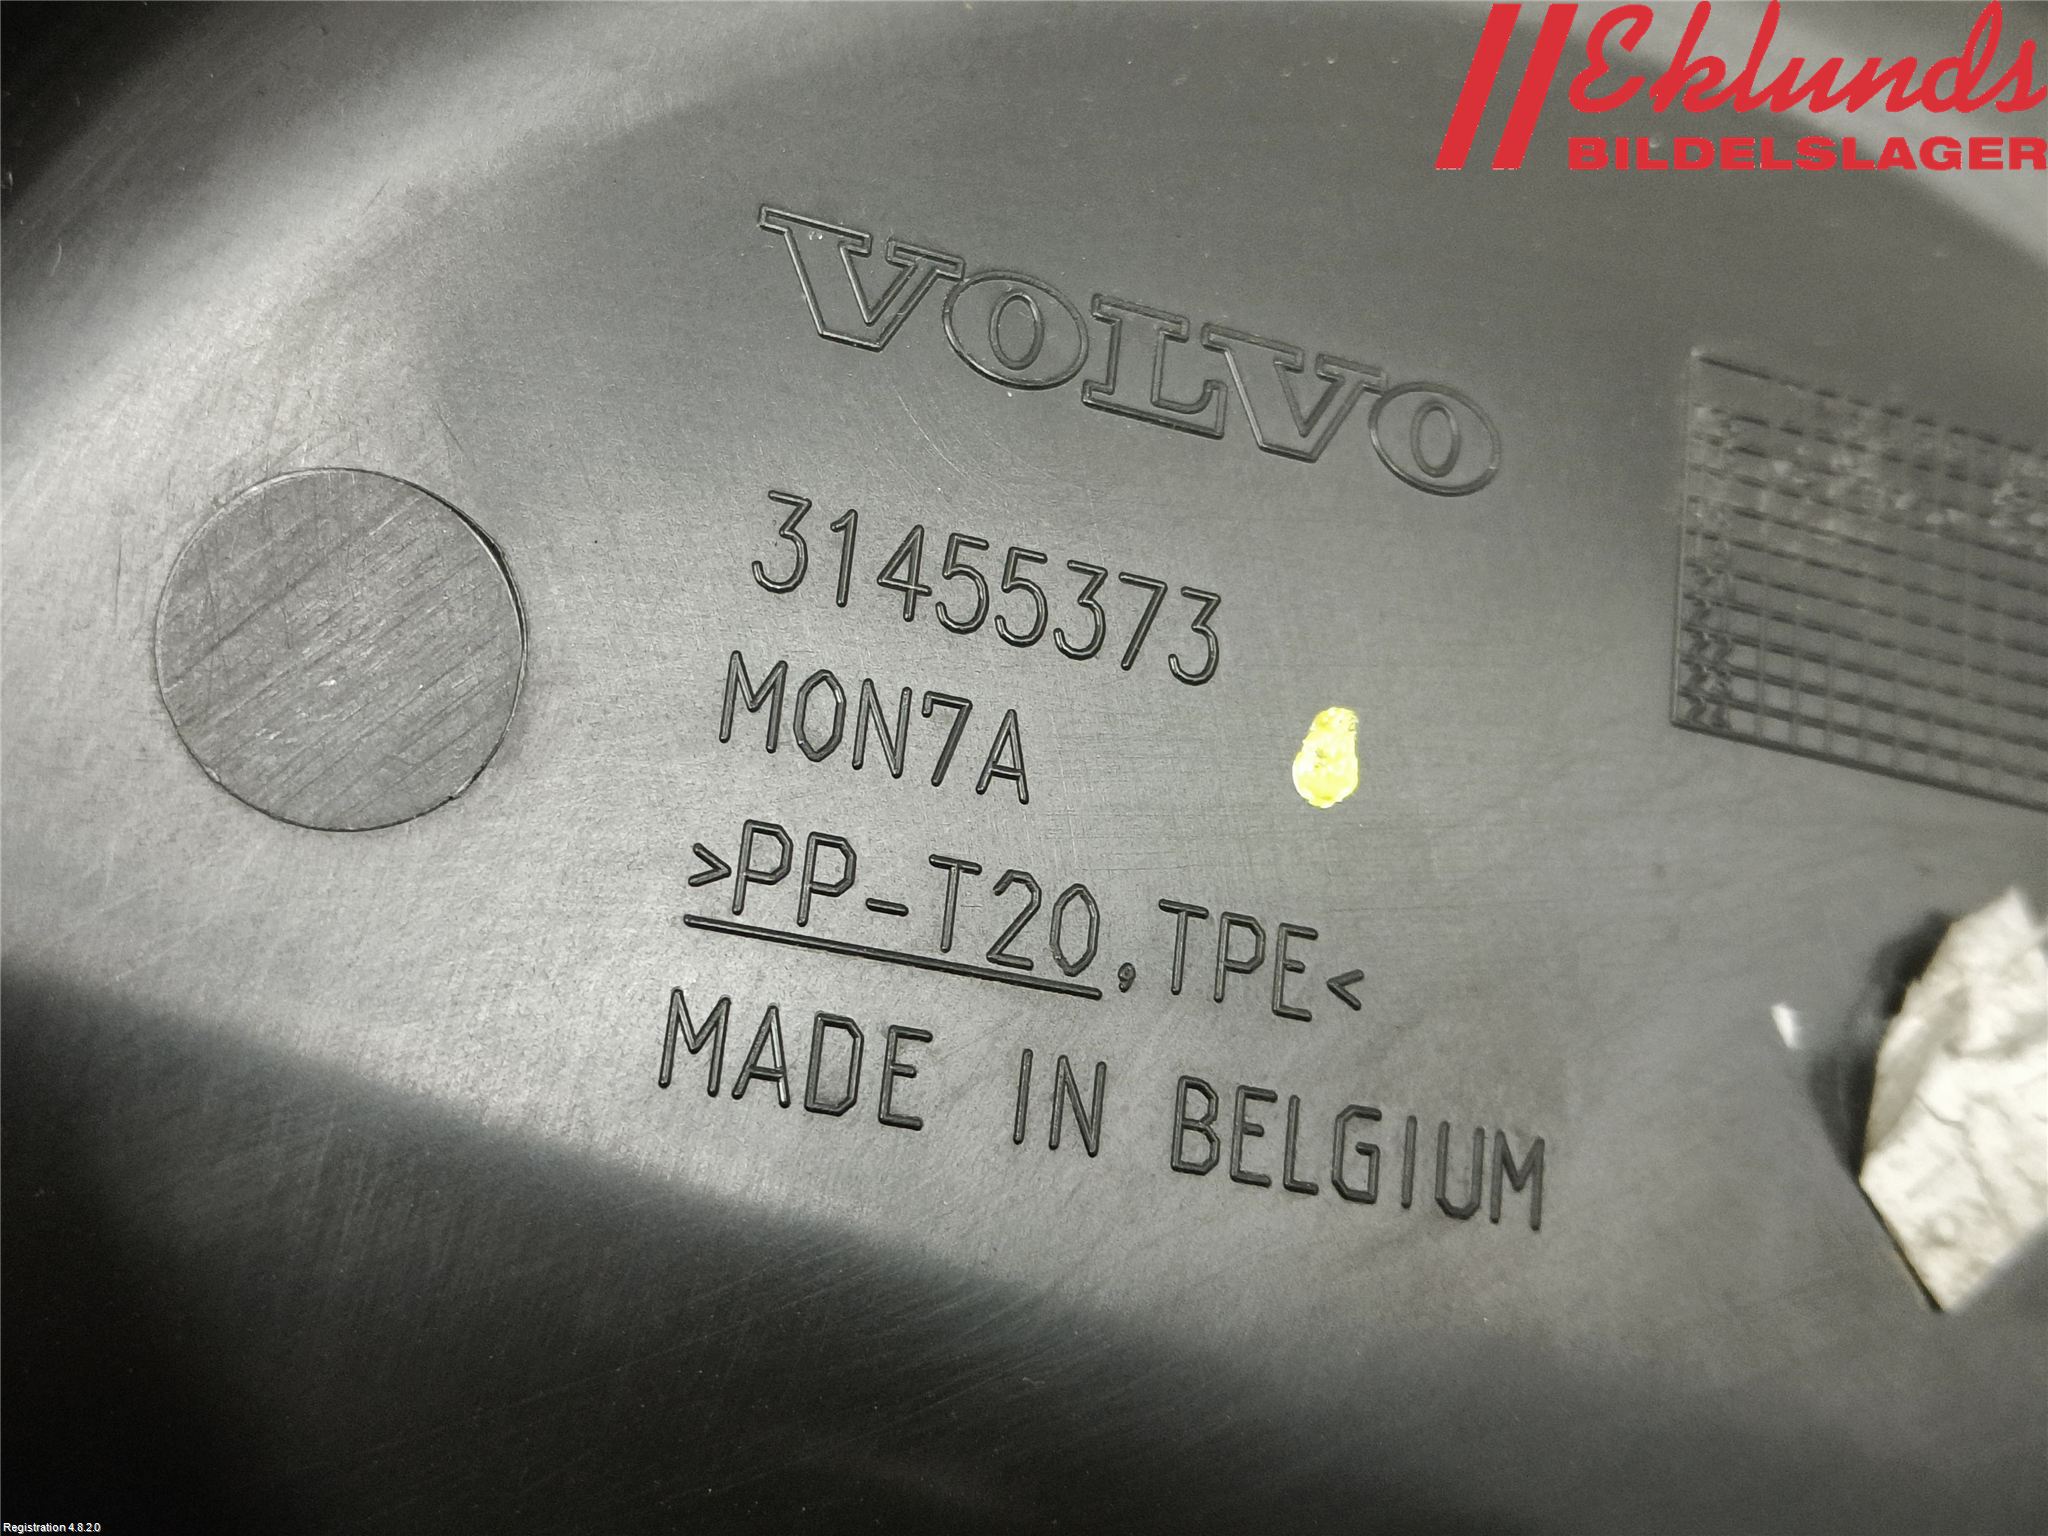 Eklunds
BILDELSLAGER
VOLVO
31455373
MON7A
>PP-T20,TPE<
MADE IN BELGIUM
Registration 4.8.2.0